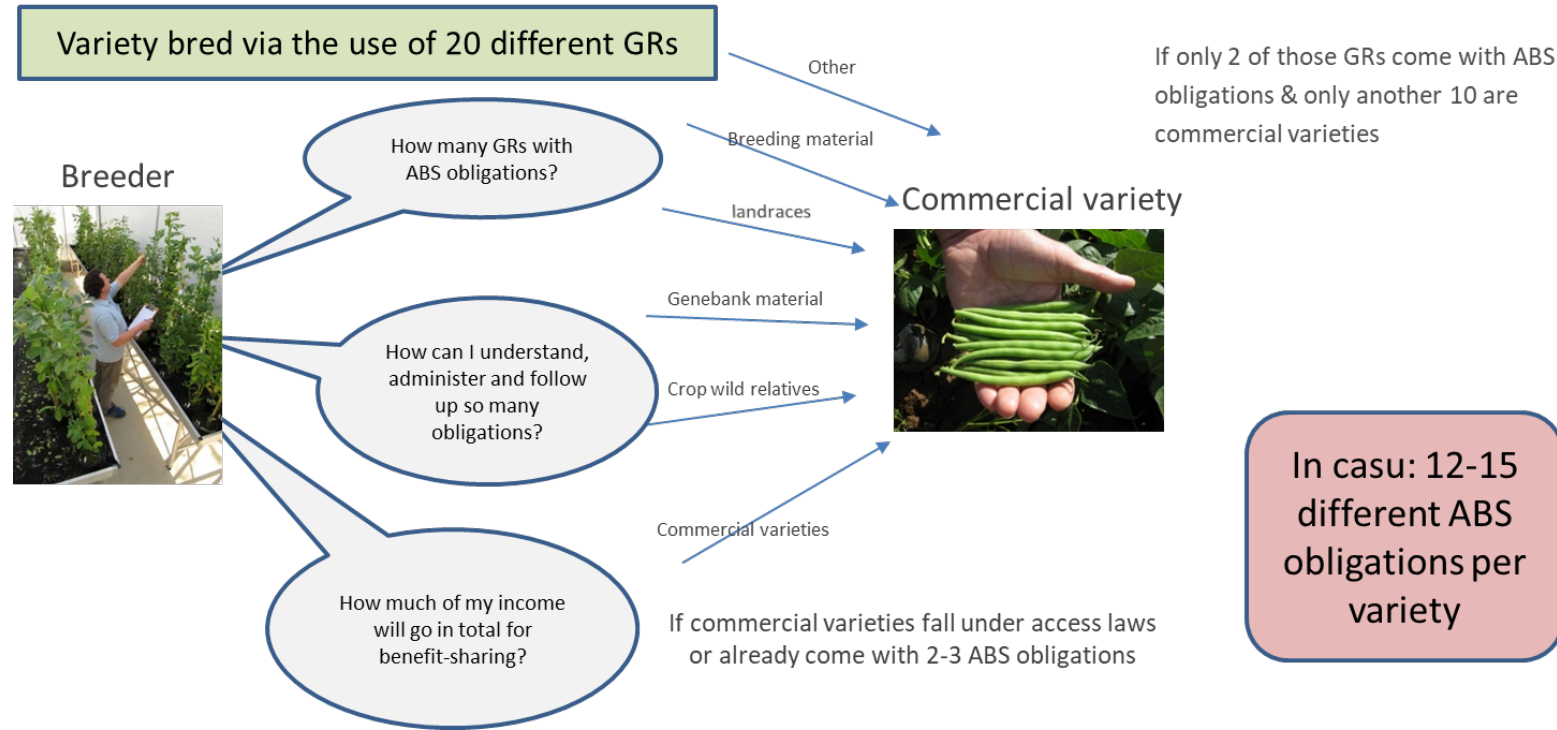 Variety bred via the use of 20 different GRs
Other
If only 2 of those GRs come with ABS
obligations & only another 10 are
commercial varieties
Breeding material
How many GRs with
ABS obligations?
Breeder
Commercial variety
landraces
Genebank material
How can I understand,
administer and follow
up so many
obligations?
Crop wild relatives
In casu: 12-15
different ABS
obligations per
variety
Commercial varieties
How much of my income
will go in total for
benefit-sharing?
If commercial varieties fall under access laws
or already come with 2-3 ABS obligations